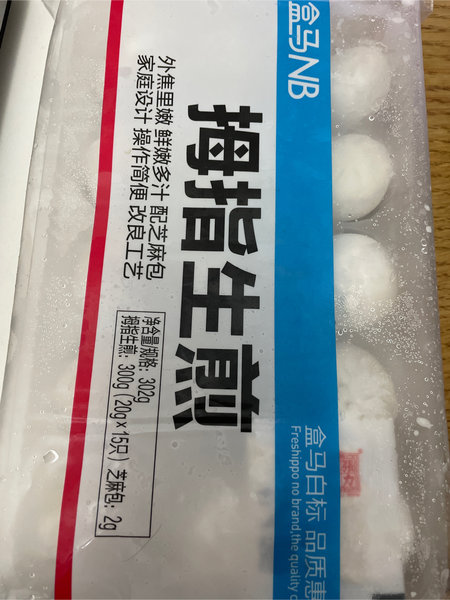 盒马NB
拇指生煎
外焦里嫩 鲜嫩多汁 配芝麻包
家庭设计 操作简便 改良工艺
净含量/规格：302g
拇指生煎：300g（20g×15只） 芝麻包：2g
盒马白标 品质惠
Freshippo no brand,the quality